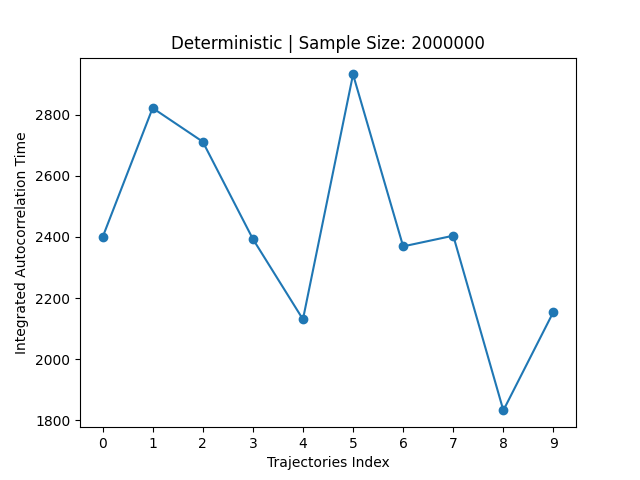 Deterministic | Sample Size: 2000000
Integrated Autocorrelation Time
2800
2600
2400
2200
2000
1800
0 1 2 3 4 5 6 7 8 9
Trajectories Index